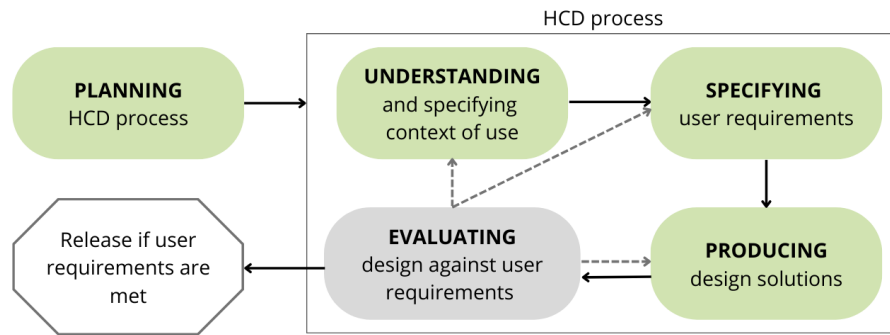 HCD process
PLANNING
HCD process
UNDERSTANDING
and specifying
context of use
SPECIFYING
user requirements
Release if user
requirements are
met
EVALUATING
design against user
requirements
PRODUCING
design solutions